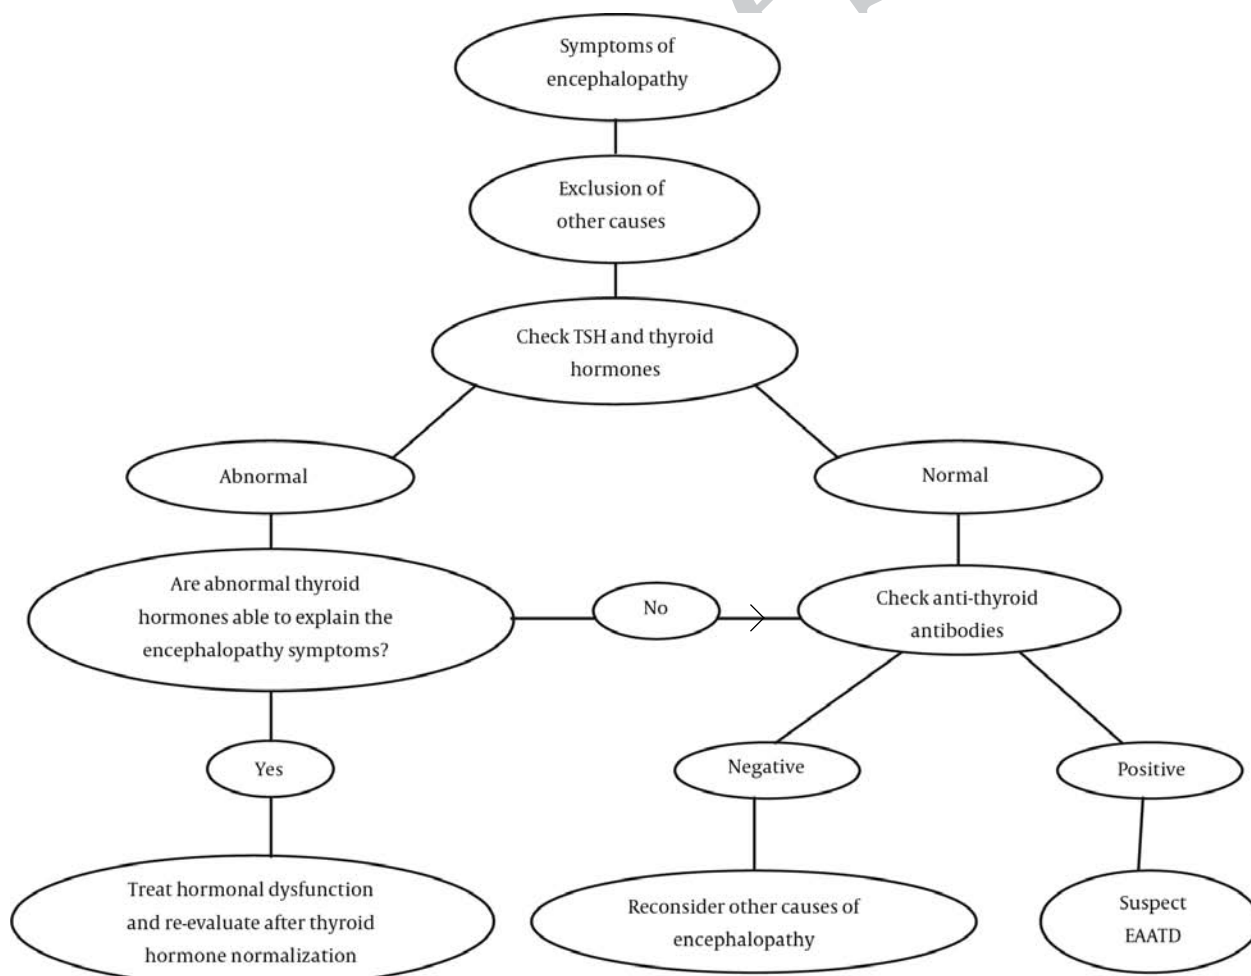 Symptoms of
encephalopathy
Exclusion of
other causes
Check TSH and thyroid
hormones
Abnormal
Normal
Are abnormal thyroid
hormones able to explain the
encephalopathy symptoms?
No
Check anti-thyroid
antibodies
Yes
Negative
Positive
Treat hormonal dysfunction
and re-evaluate after thyroid
hormone normalization
Reconsider other causes of
encephalopathy
Suspect
EAATD